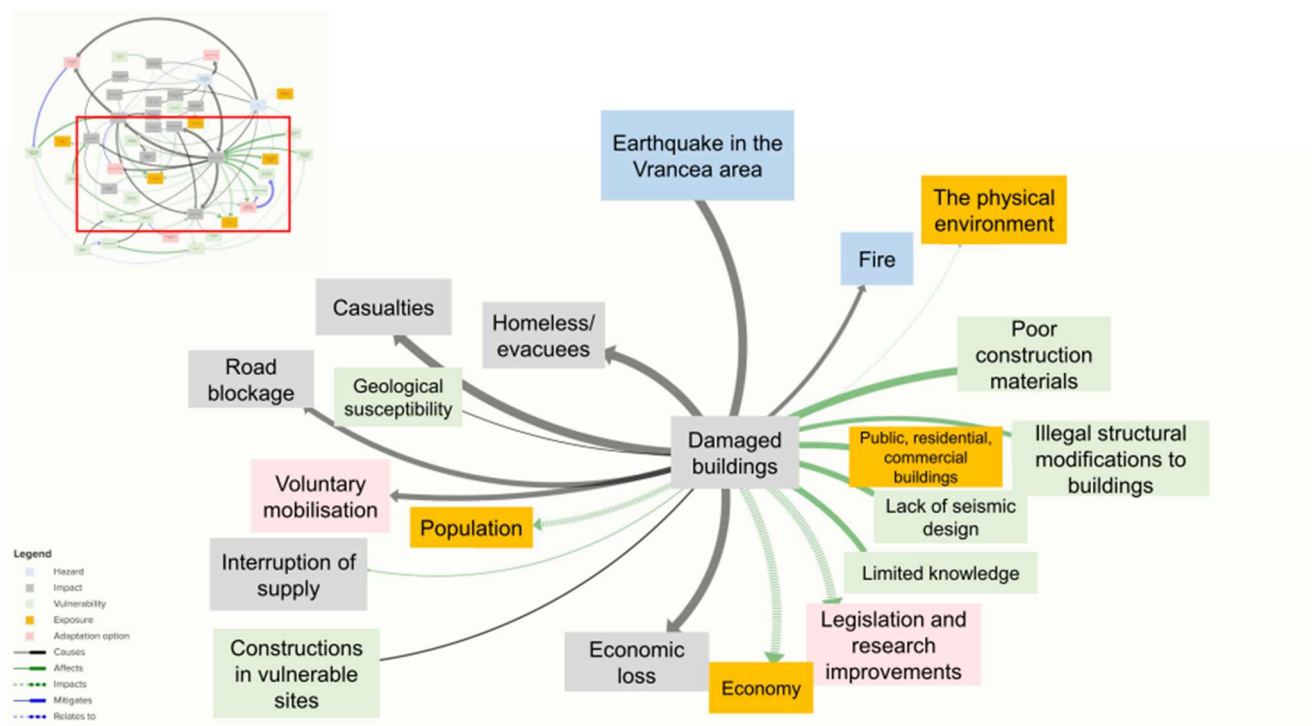 Earthquake in the
Vrancea area
The physical
environment
Fire
Casualties
Homeless/
evacuees
Poor
construction
materials
Road
blockage
Geological
susceptibility
Damaged
buildings
Public, residential,
commercial
buildings
Illegal structural
modifications to
buildings
Voluntary
mobilisation
Population
Lack of seismic
design
Interruption of
supply
Limited knowledge
Constructions
in vulnerable
sites
Economic
loss
Economy
Legislation and
research
improvements
Legend
Hazard
Impact
Vulnerability
Exposure
Adaptation option
Causes
Affects
Impacts
Mitigates
Relates to